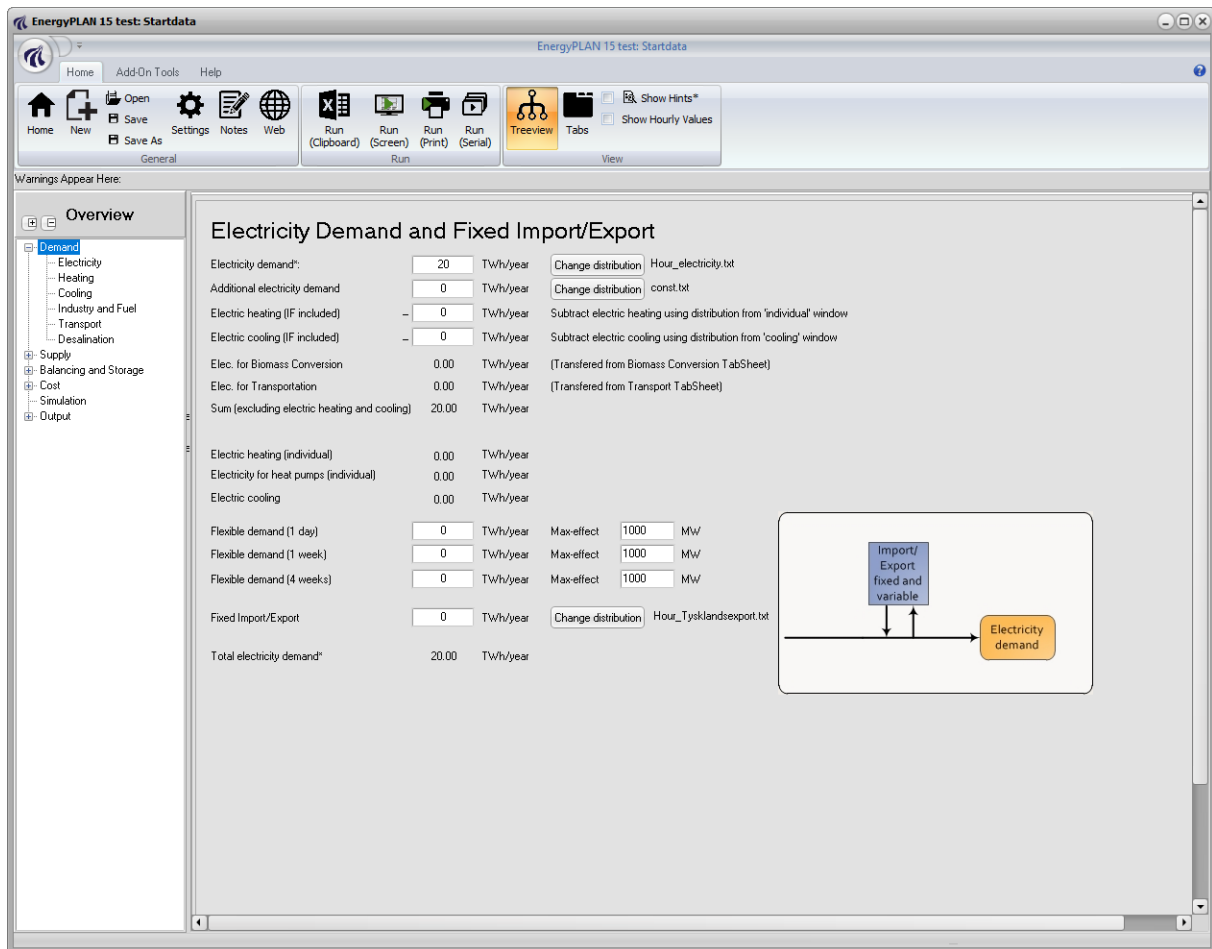 EnergyPLAN 15 test: Startdata
EnergyPLAN 15 test: Startdata
Home Add-On Tools Help
Home New Open Save Save As Settings Notes Web
General
Run (Clipboard) Run (Screen) Run (Print) Run (Serial)
Run
Treeview Tabs Show Hints* Show Hourly Values
View
Warnings Appear Here:
Overview
Demand
Electricity
Heating
Cooling
Industry and Fuel
Transport
Desalination
Supply
Balancing and Storage
Cost
Simulation
Output
Electricity Demand and Fixed Import/Export
Electricity demand*: 20 TWh/year Change distribution Hour_electricity.txt
Additional electricity demand 0 TWh/year Change distribution const.txt
Electric heating (IF included) – 0 TWh/year Subtract electric heating using distribution from 'individual' window
Electric cooling (IF included) – 0 TWh/year Subtract electric cooling using distribution from 'cooling' window
Elec. for Biomass Conversion 0.00 TWh/year (Transfered from Biomass Conversion TabSheet)
Elec. for Transportation 0.00 TWh/year (Transfered from Transport TabSheet)
Sum (excluding electric heating and cooling) 20.00 TWh/year
Electric heating (individual) 0.00 TWh/year
Electricity for heat pumps (individual) 0.00 TWh/year
Electric cooling 0.00 TWh/year
Flexible demand (1 day) 0 TWh/year Max-effect 1000 MW
Flexible demand (1 week) 0 TWh/year Max-effect 1000 MW
Flexible demand (4 weeks) 0 TWh/year Max-effect 1000 MW
Fixed Import/Export 0 TWh/year Change distribution Hour_Tysklandsexport.txt
Total electricity demand* 20.00 TWh/year
Import/
Export
fixed and
variable
Electricity
demand